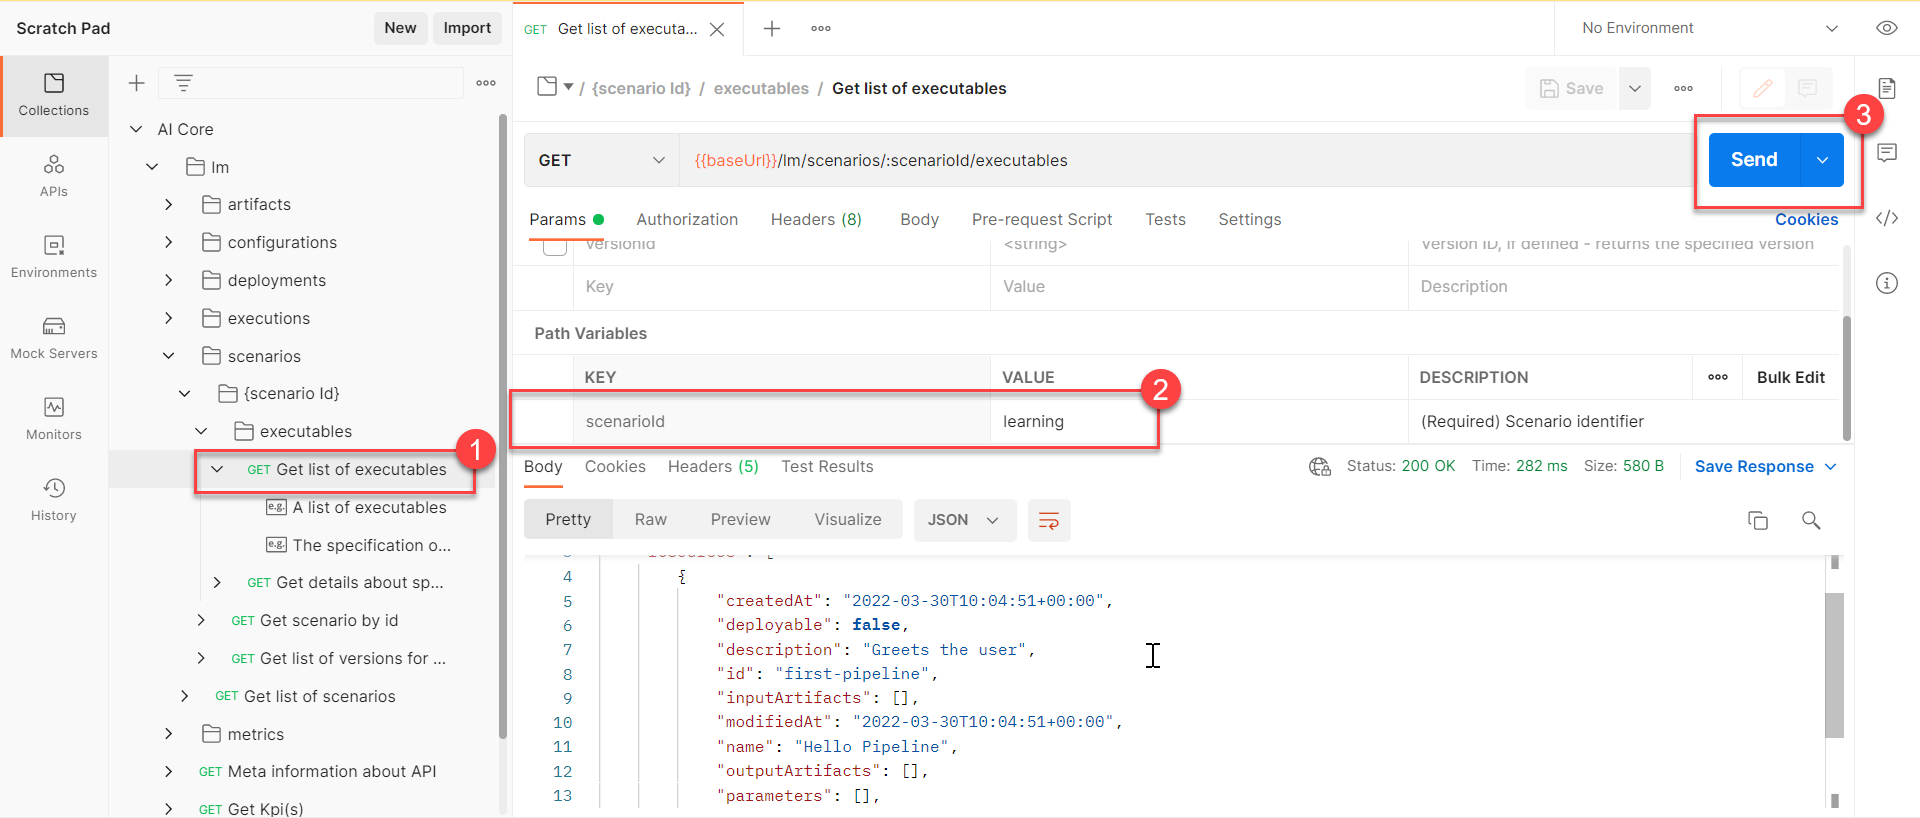 Scratch Pad
New
Import
GET Get list of executa...
No Environment
Collections
APIs
Environments
Mock Servers
Monitors
History
AI Core
lm
artifacts
configurations
deployments
executions
scenarios
{scenario Id}
executables
GET Get list of executables
1
e.g. A list of executables
e.g. The specification o...
GET Get details about sp...
GET Get scenario by id
GET Get list of versions for ...
GET Get list of scenarios
metrics
GET Meta information about API
GET Get Kpi(s)
/ {scenario Id} / executables / Get list of executables
Save
3
GET
{{baseUrl}}/lm/scenarios/:scenarioId/executables
Send
Params
Authorization
Headers (8)
Body
Pre-request Script
Tests
Settings
Cookies
versionId
<string>
Version ID, if defined - returns the specified version
Key
Value
Description
Path Variables
KEY
VALUE
DESCRIPTION
Bulk Edit
2
scenarioId
learning
(Required) Scenario identifier
Body
Cookies
Headers (5)
Test Results
Status: 200 OK
Time: 282 ms
Size: 580 B
Save Response
Pretty
Raw
Preview
Visualize
JSON
4 {
5 "createdAt": "2022-03-30T10:04:51+00:00",
6 "deployable": false,
7 "description": "Greets the user",
8 "id": "first-pipeline",
9 "inputArtifacts": [],
10 "modifiedAt": "2022-03-30T10:04:51+00:00",
11 "name": "Hello Pipeline",
12 "outputArtifacts": [],
13 "parameters": [],